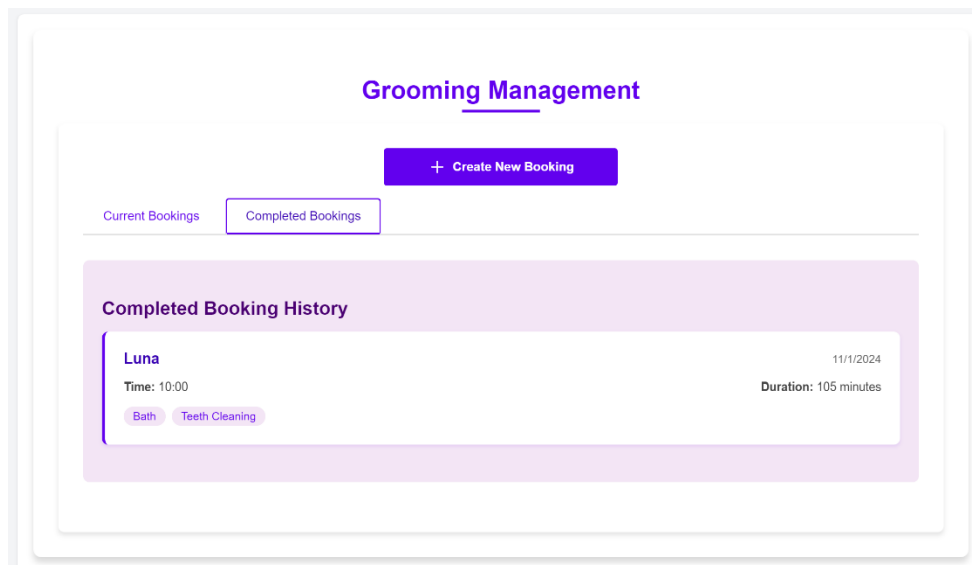 Grooming Management
+ Create New Booking
Current Bookings
Completed Bookings
Completed Booking History
Luna
11/1/2024
Time: 10:00
Duration: 105 minutes
Bath
Teeth Cleaning